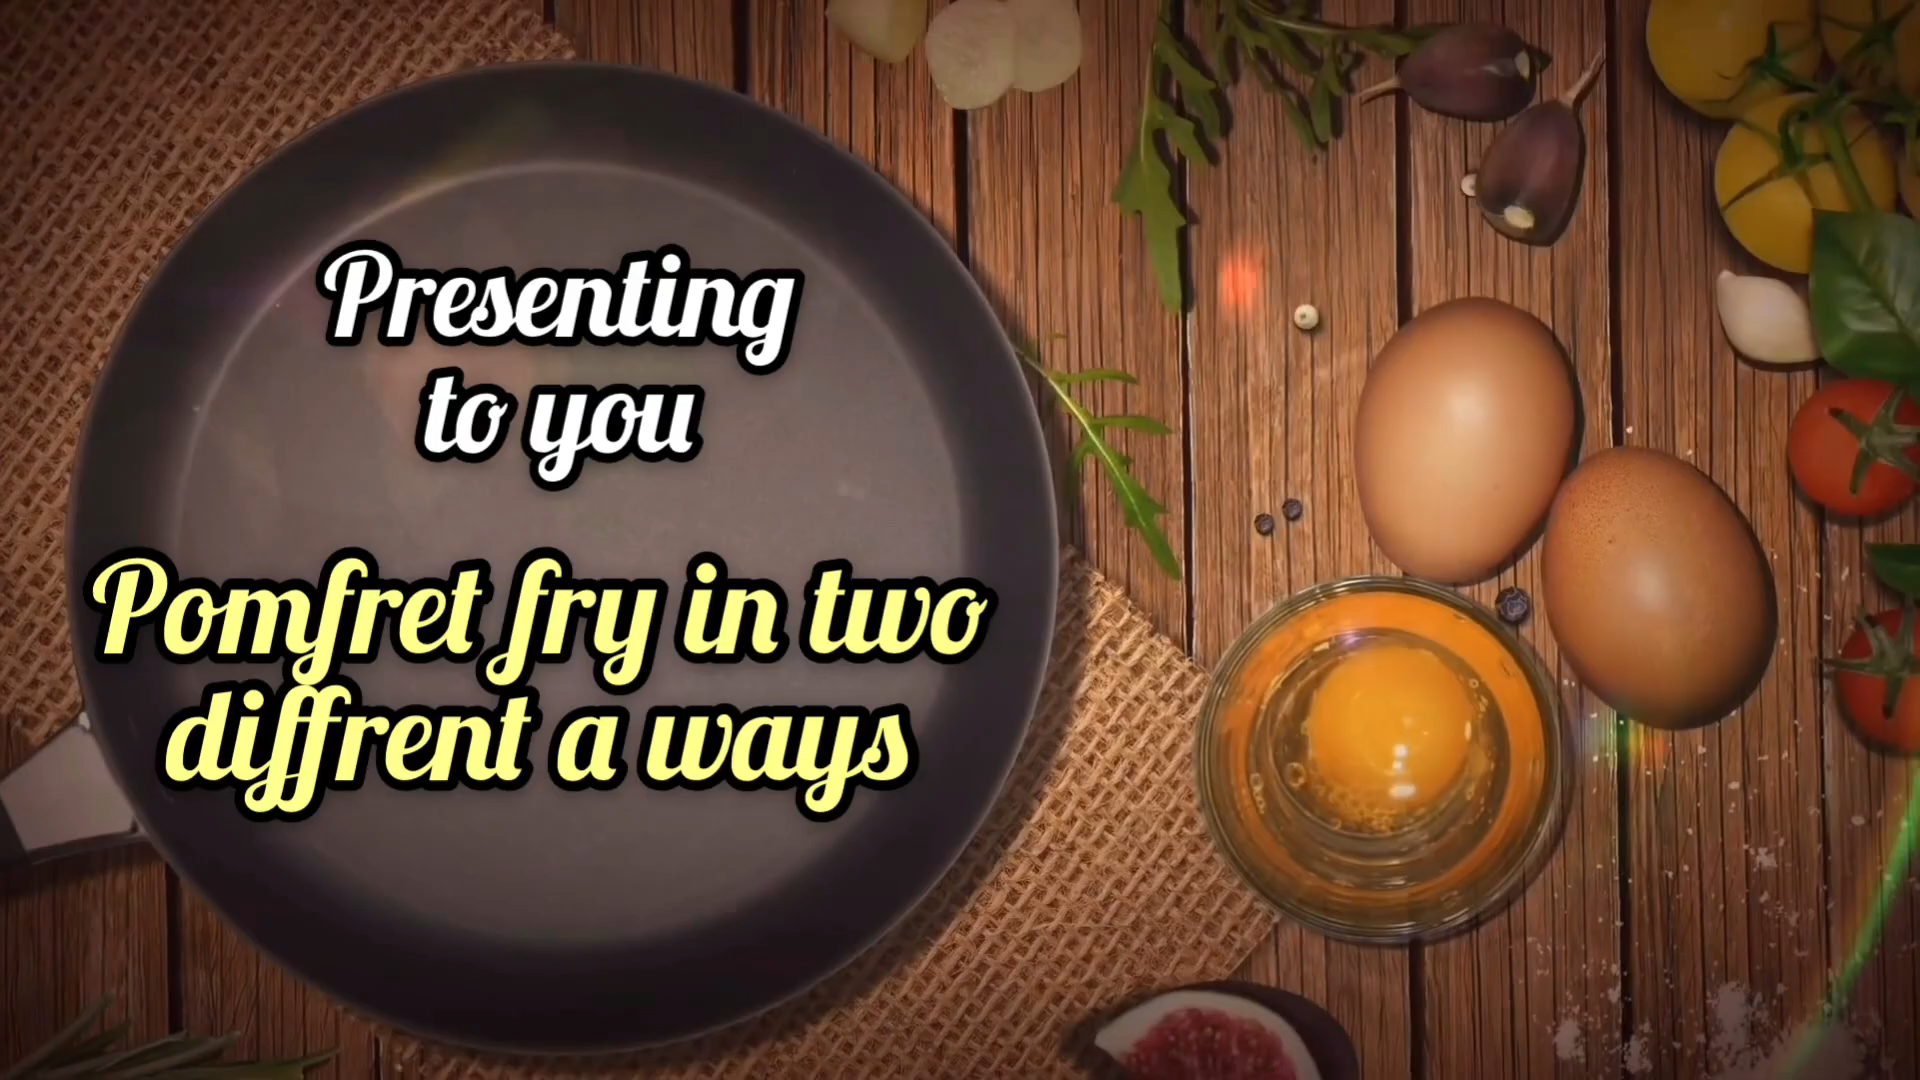 Presenting
to you
Pomfret fry in two
diffrent a ways